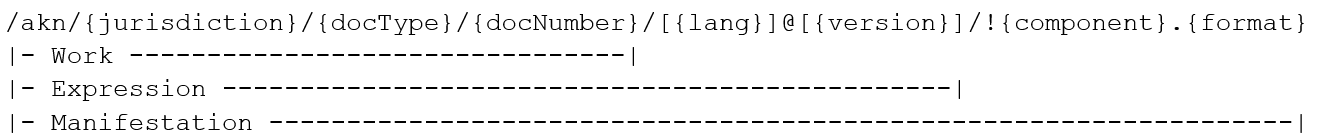 /akn/{jurisdiction}/{docType}/{docNumber}/[{lang}]@[{version}]/!{component}.{format}
|- Work --------------------------------|
|- Expression -----------------------------------------------|
|- Manifestation ------------------------------------------------------------------|